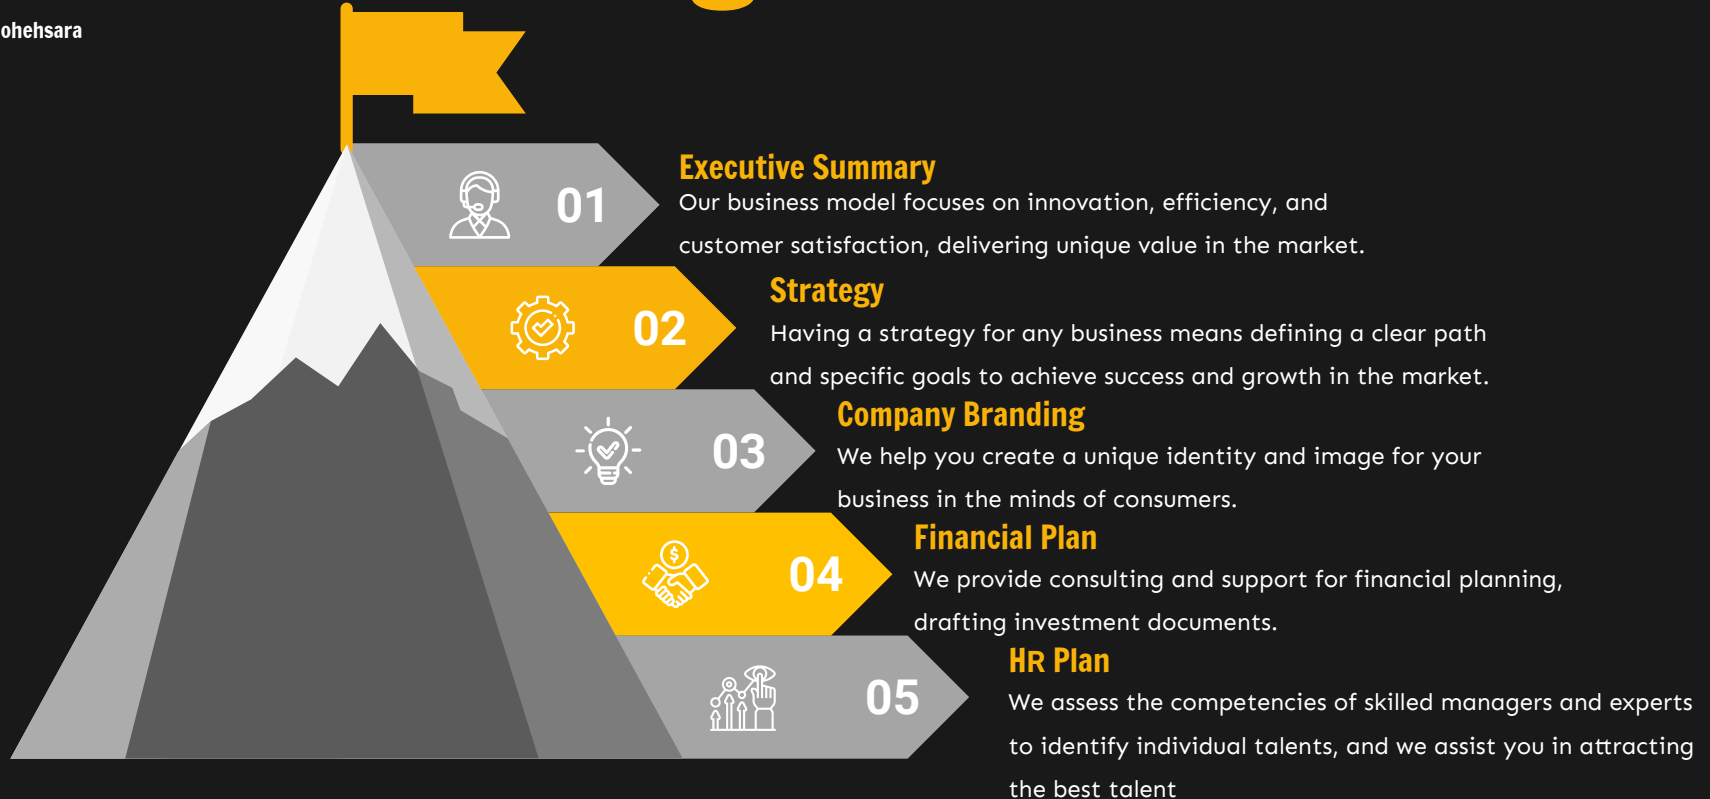 ohehsara
01
Executive Summary
Our business model focuses on innovation, efficiency, and
customer satisfaction, delivering unique value in the market.
02
Strategy
Having a strategy for any business means defining a clear path
and specific goals to achieve success and growth in the market.
03
Company Branding
We help you create a unique identity and image for your
business in the minds of consumers.
$
04
Financial Plan
We provide consulting and support for financial planning,
drafting investment documents.
05
HR Plan
We assess the competencies of skilled managers and experts
to identify individual talents, and we assist you in attracting
the best talent